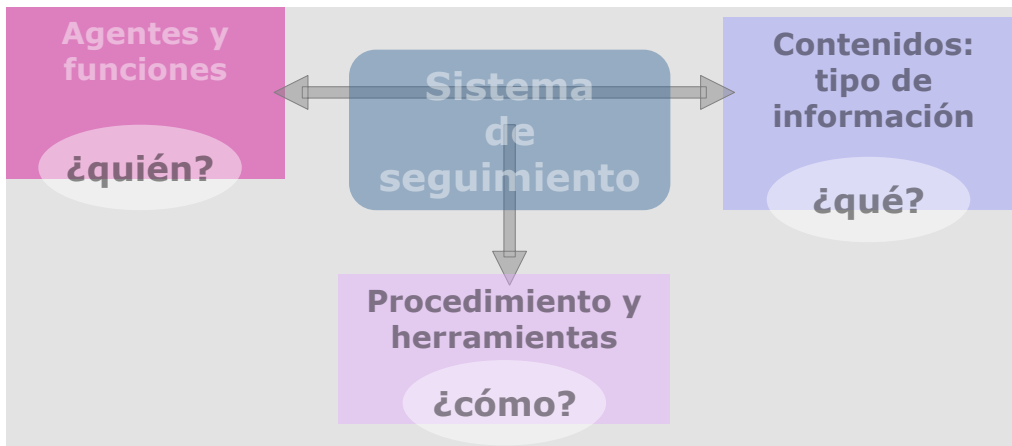 Agentes y
funciones
¿quién?
Sistema
de
seguimiento
Contenidos:
tipo de
información
¿qué?
Procedimiento y
herramientas
¿cómo?